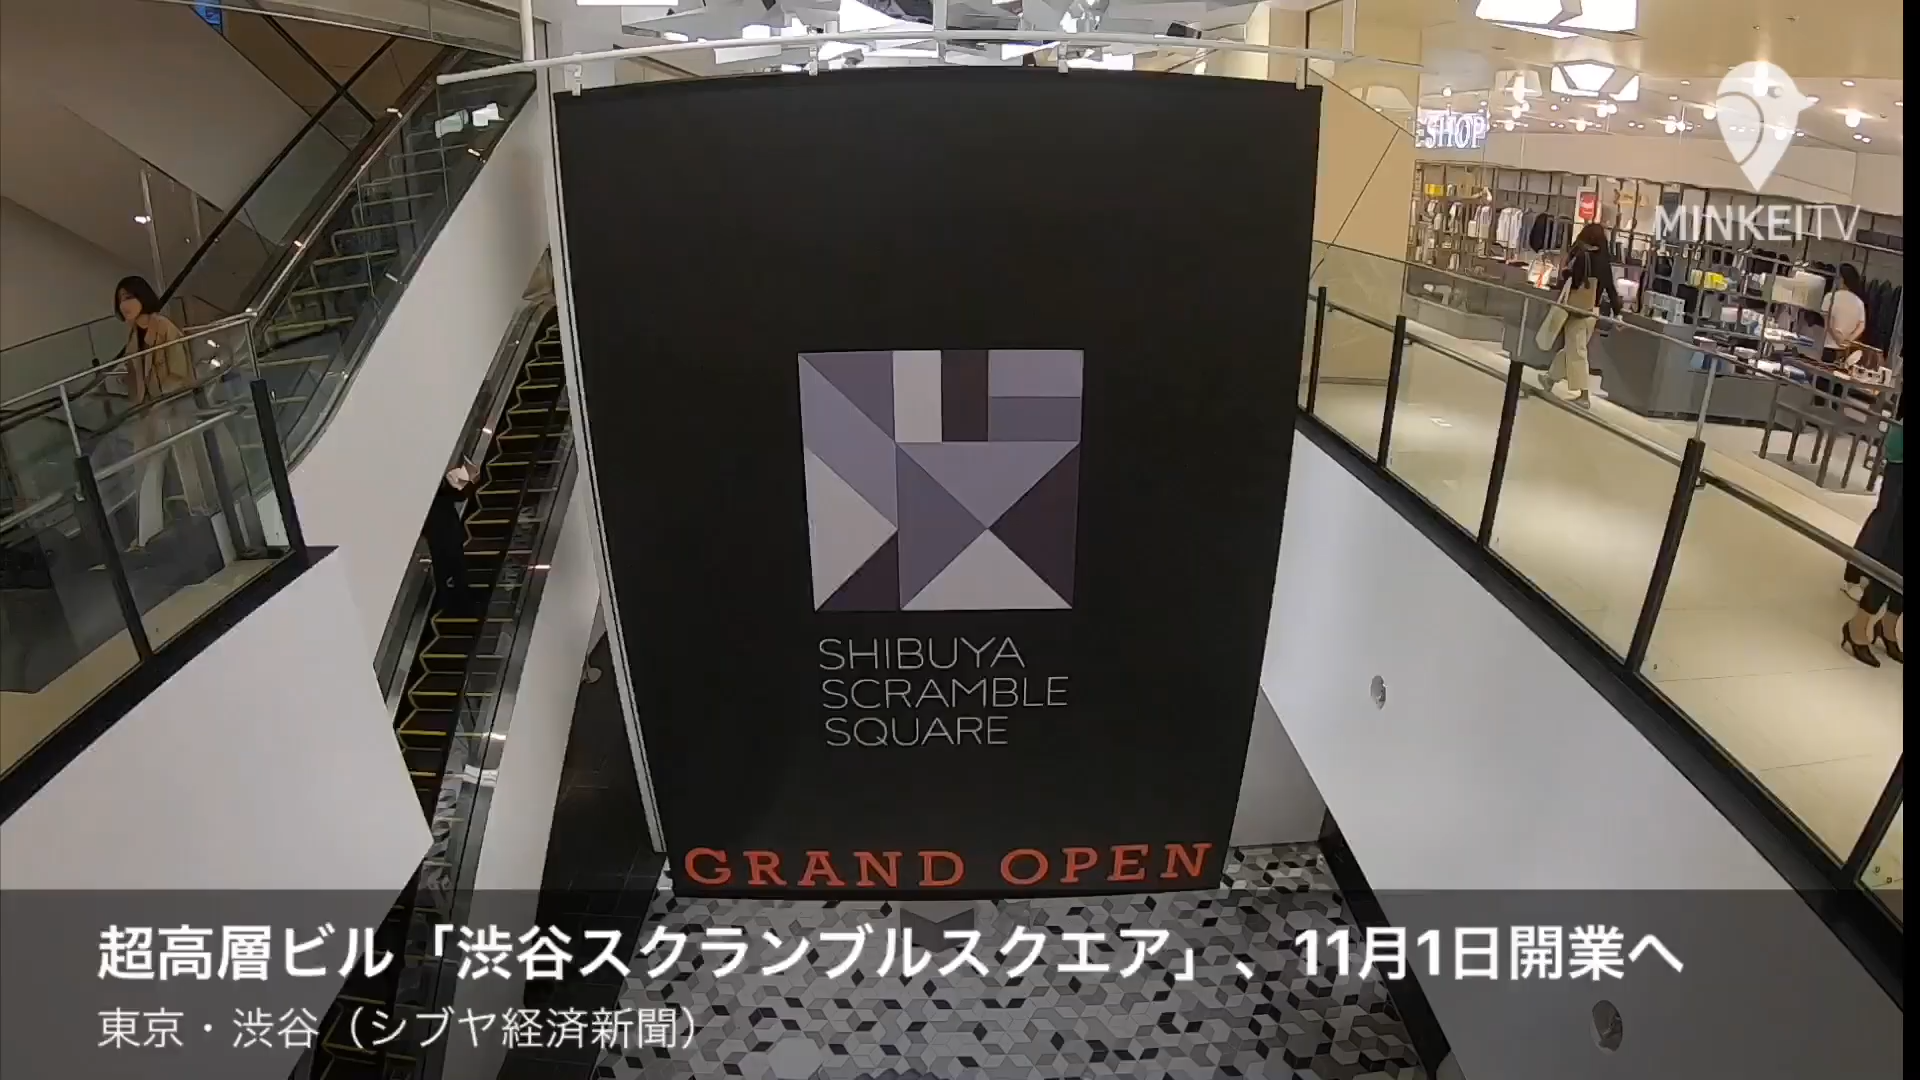 SHOP
MINKEITV
SHIBUYA
SCRAMBLE
SQUARE
GRAND OPEN
超高層ビル「渋谷スクランブルスクエア」、11月1日開業へ
東京・渋谷（シブヤ経済新聞）